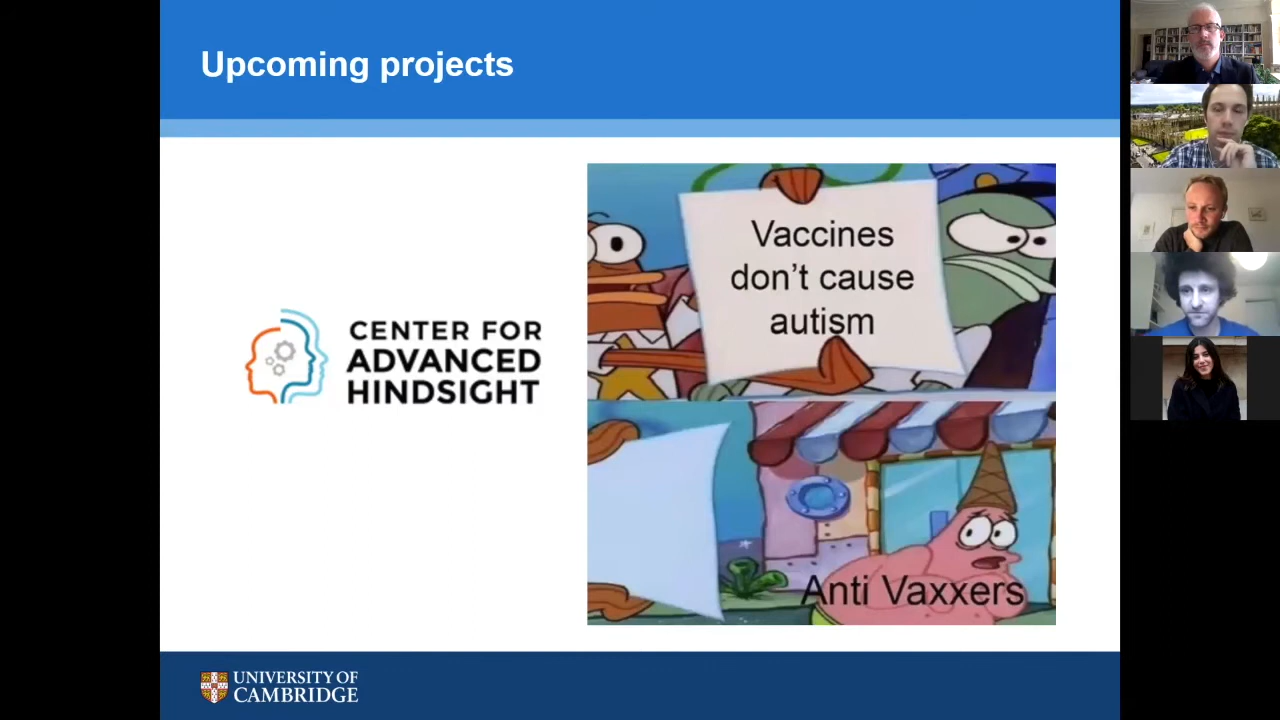 Upcoming projects
CENTER FOR
ADVANCED
HINDSIGHT
Vaccines
don't cause
autism
Anti Vaxxers
UNIVERSITY OF
CAMBRIDGE